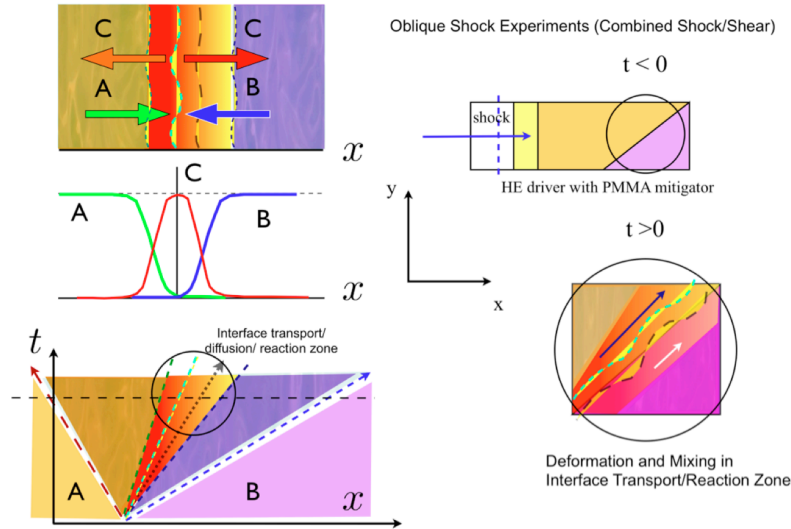 C
C
A
B
x
C
A
B
x
t
Interface transport/
diffusion/ reaction zone
A
B
x
Oblique Shock Experiments (Combined Shock/Shear)
t < 0
shock
HE driver with PMMA mitigator
y
x
t >0
Deformation and Mixing in
Interface Transport/Reaction Zone